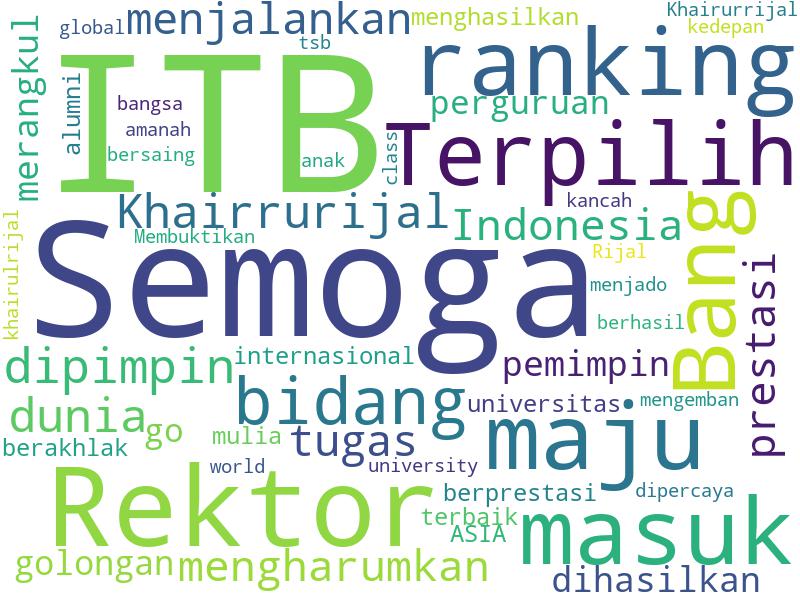 global
menjalankan
menghasilkan
Khairurrijal
kedepan
merangkul
alumni
ITB
tsb
ranking
bangsa
perguruan
amanah
bersaing
anak
class
Terpilih
Khairrurijal
Indonesia
kancah
Membuktikan
khairulrijal
Semoga
Rijal
menjado
Bang
prestasi
berhasil
dipimpin
internasional
pemimpin
dunia
go
bidang
universitas
mengemban
maju
berakhlak
mulia
tugas
world
university
Rektor
berprestasi
dipercaya
terbaik
ASIA
masuk
golongan
mengharumkan
dihasilkan